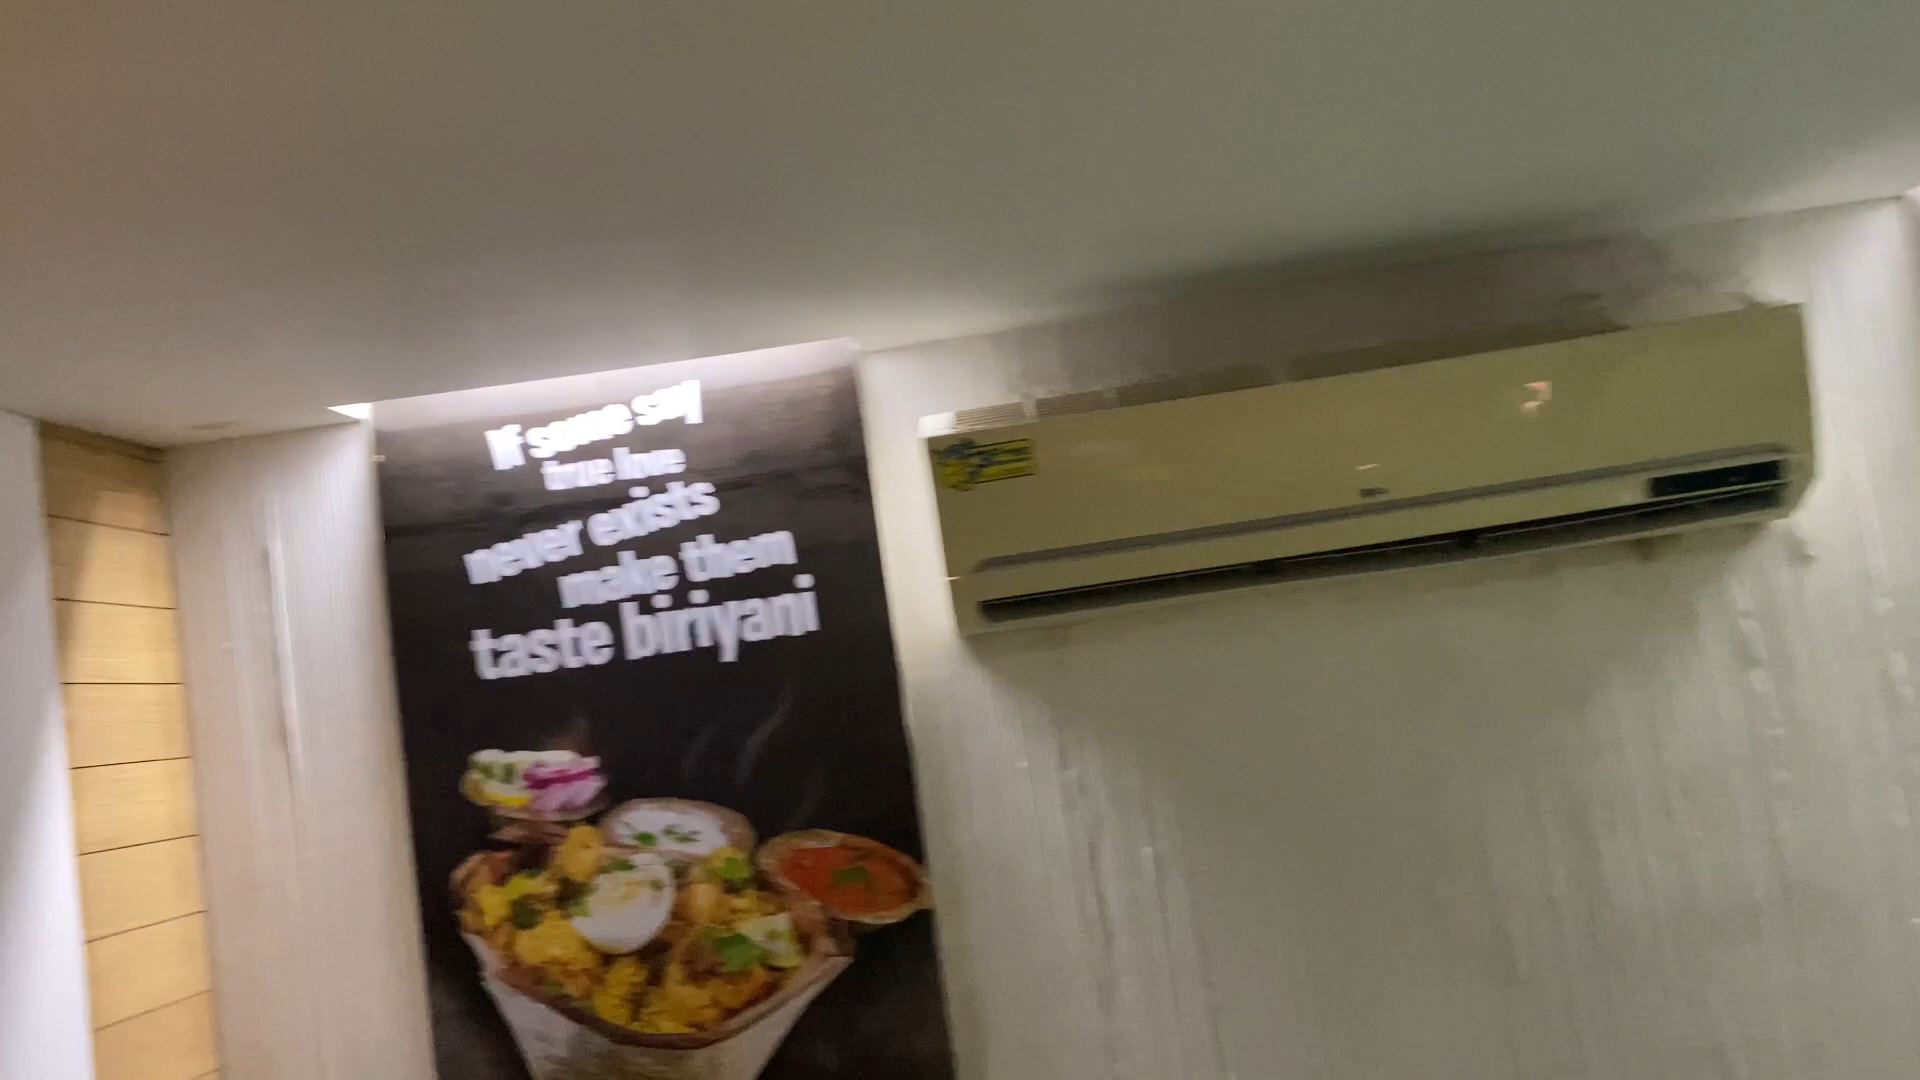 If some say
true love
never exists
make them
taste biriyani